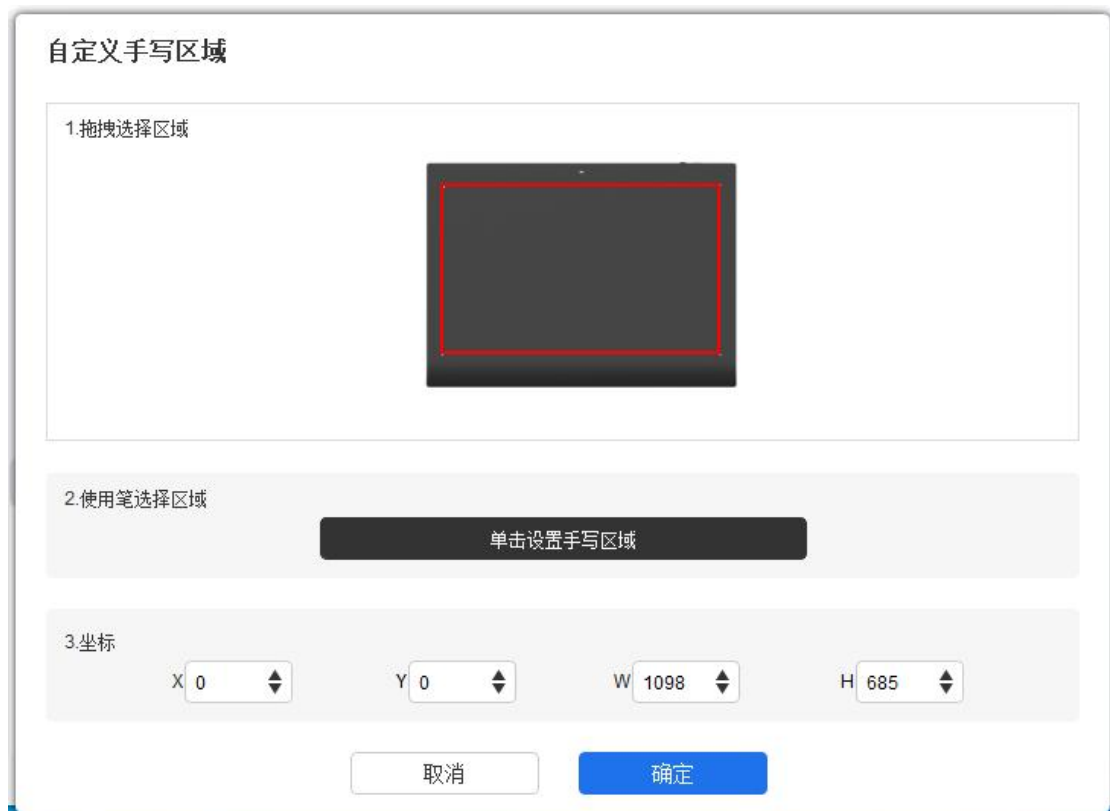 自定义手写区域
1.拖拽选择区域
2.使用笔选择区域
单击设置手写区域
3.坐标
X 0 Y 0 W 1098 H 685
取消 确定